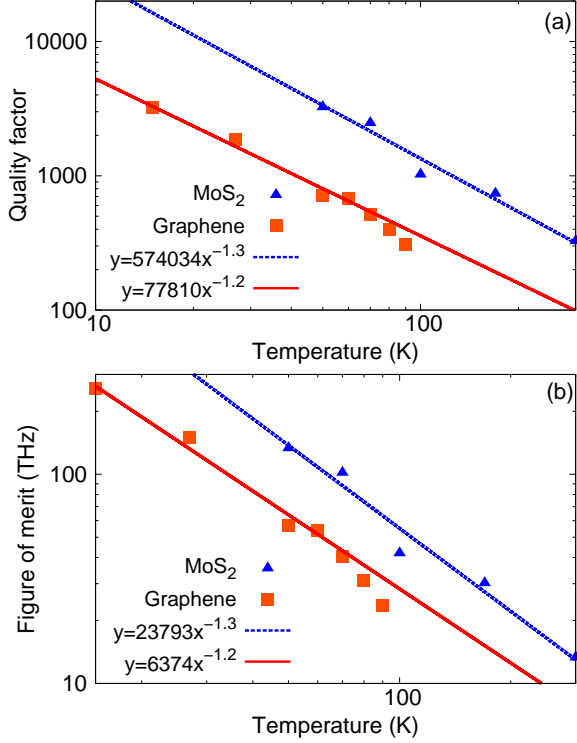 (a)
10000
1000
100
Quality factor
MoS₂
Graphene
y=574034x⁻¹·³
y=77810x⁻¹·²
10
100
Temperature (K)
(b)
100
10
Figure of merit (THz)
MoS₂
Graphene
y=23793x⁻¹·³
y=6374x⁻¹·²
100
Temperature (K)